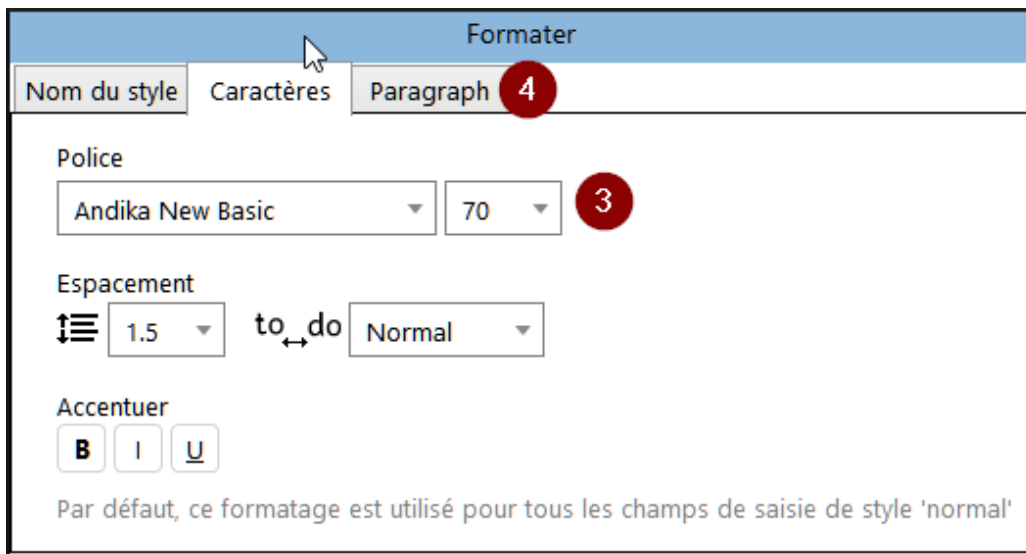 Formater
Nom du style Caractères Paragraph 4
Police
Andika New Basic 70 3
Espacement
1.5 to do Normal
Accentuer
B I U
Par défaut, ce formatage est utilisé pour tous les champs de saisie de style 'normal'